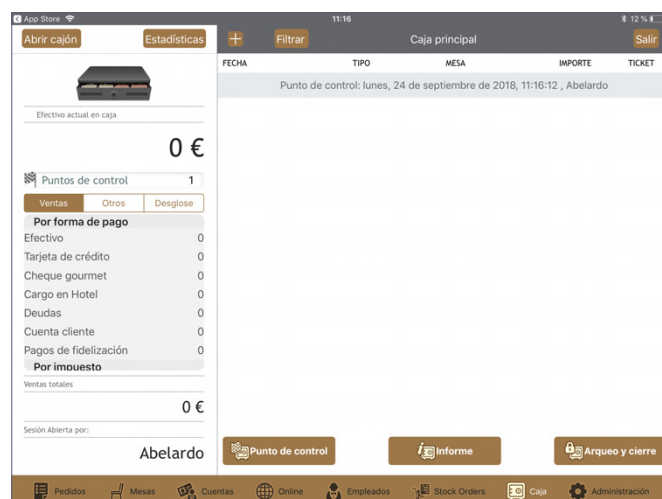 App Store 11:16 12 %
Abrir cajón Estadísticas + Filtrar Caja principal Salir
FECHA TIPO MESA IMPORTE TICKET
Punto de control: lunes, 24 de septiembre de 2018, 11:16:12 , Abelardo
Efectivo actual en caja
0 €
Puntos de control 1
Ventas Otros Desglose
Por forma de pago
Efectivo 0
Tarjeta de crédito 0
Cheque gourmet 0
Cargo en Hotel 0
Deudas 0
Cuenta cliente 0
Pagos de fidelización 0
Por impuesto
Ventas totales
0 €
Sesión Abierta por:
Abelardo
Punto de control Informe Arqueo y cierre
Pedidos Mesas Cuentas Online Empleados Stock Orders Caja Administración